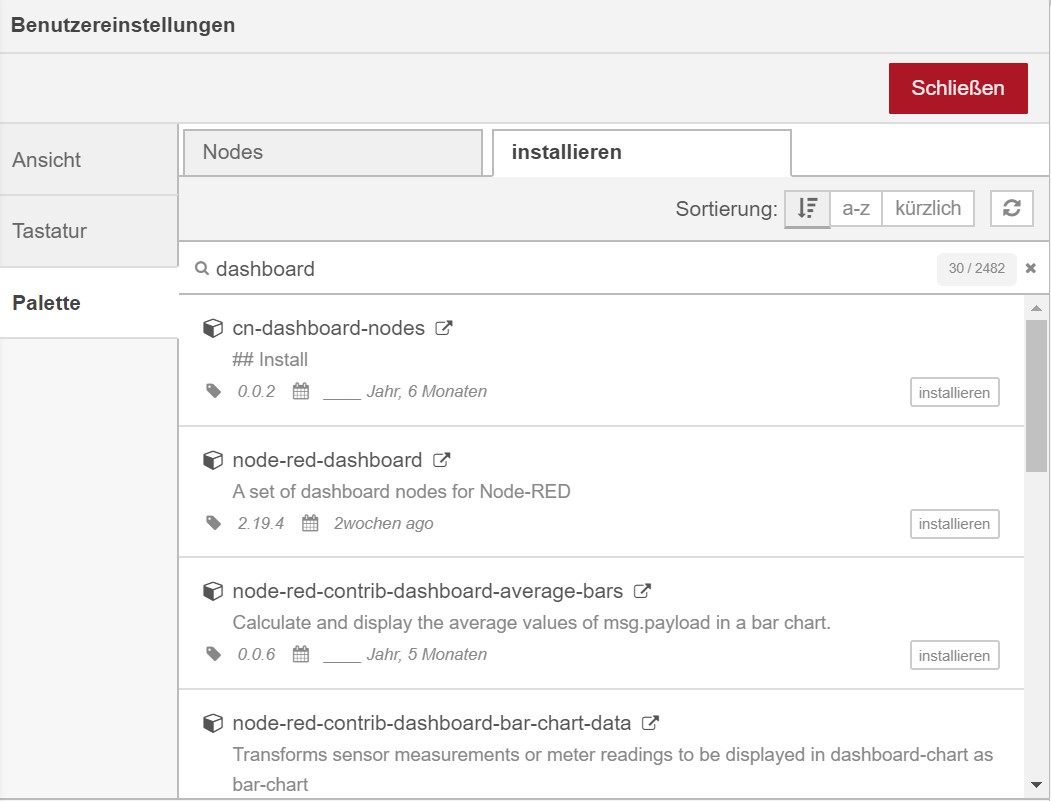 Benutzereinstellungen
Schließen
Ansicht
Tastatur
Palette
Nodes
installieren
Sortierung:
a-z
kürzlich
dashboard
30 / 2482
cn-dashboard-nodes
## Install
0.0.2
____ Jahr, 6 Monaten
installieren
node-red-dashboard
A set of dashboard nodes for Node-RED
2.19.4
2wochen ago
installieren
node-red-contrib-dashboard-average-bars
Calculate and display the average values of msg.payload in a bar chart.
0.0.6
____ Jahr, 5 Monaten
installieren
node-red-contrib-dashboard-bar-chart-data
Transforms sensor measurements or meter readings to be displayed in dashboard-chart as
bar-chart